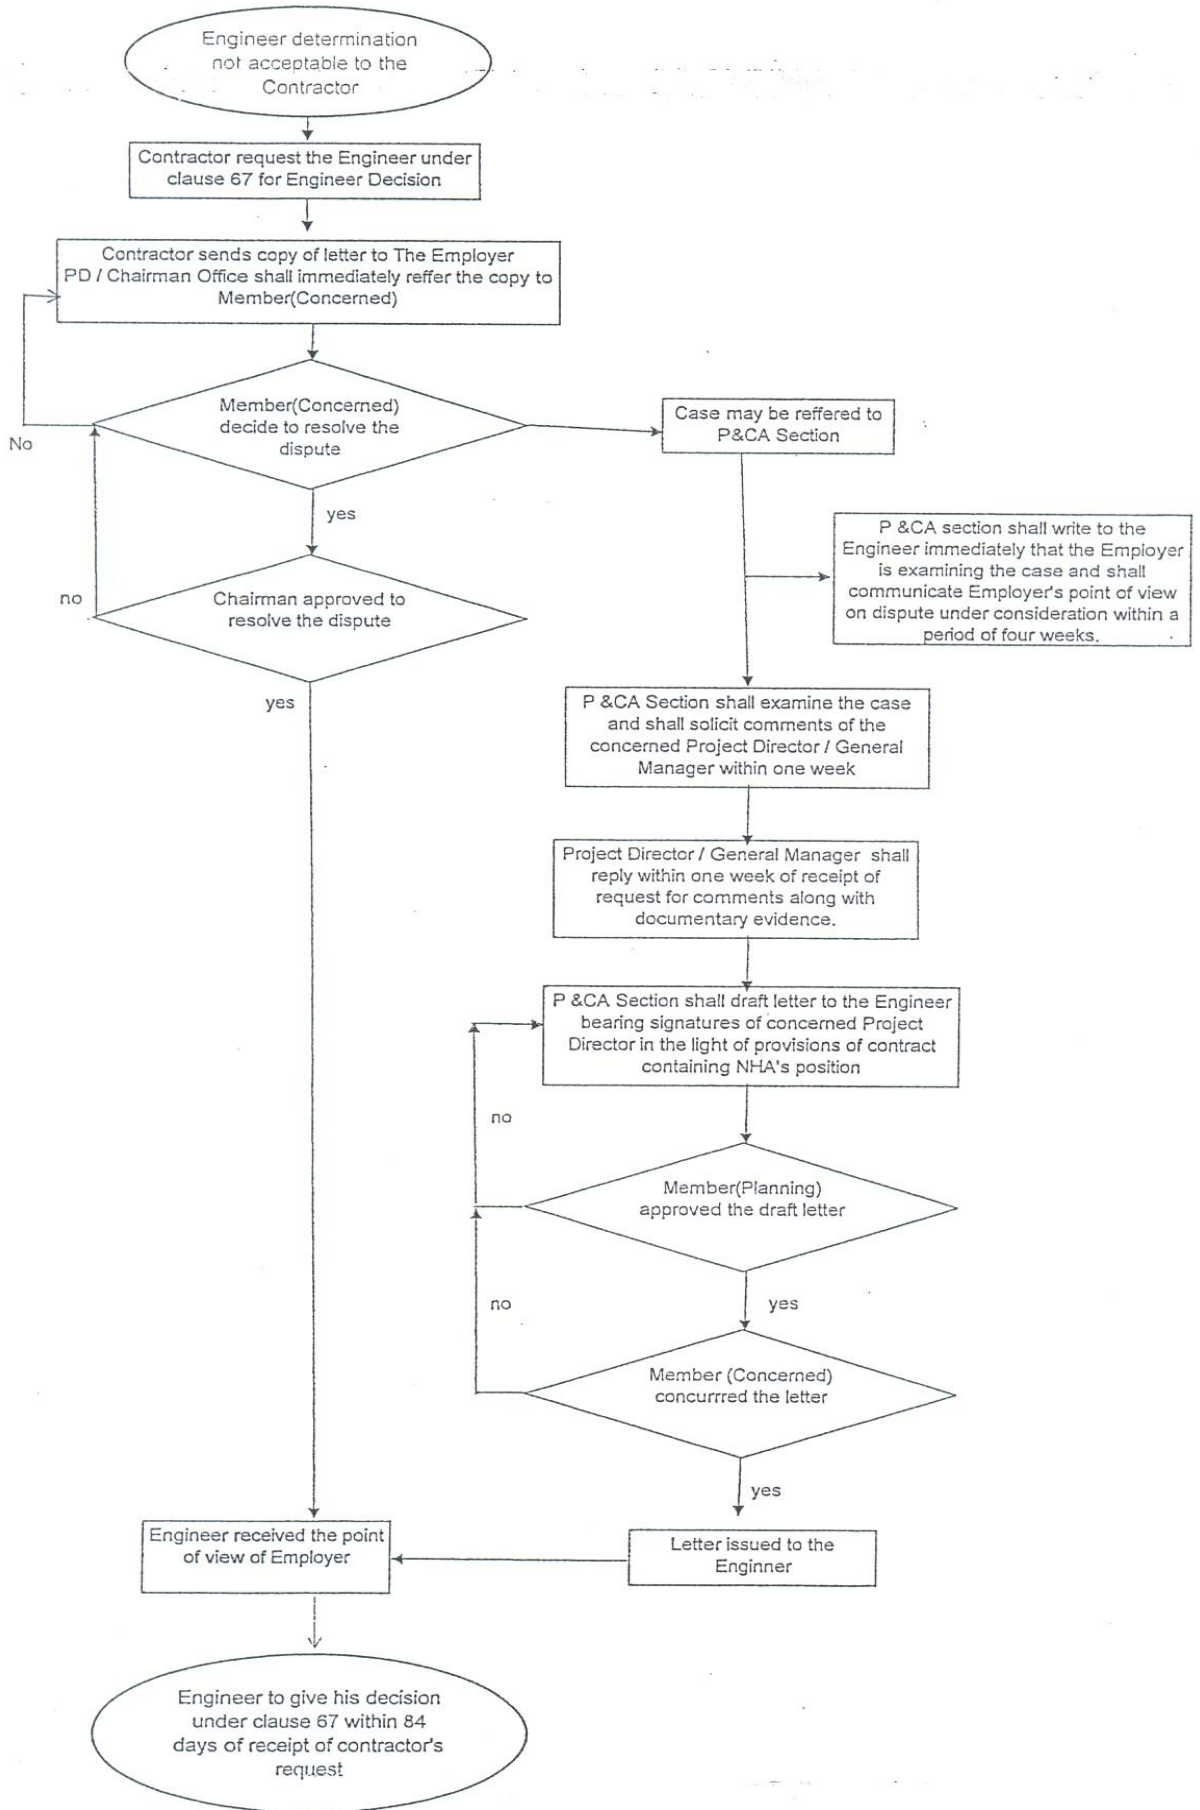 Engineer determination
not acceptable to the
Contractor
Contractor request the Engineer under
clause 67 for Engineer Decision
Contractor sends copy of letter to The Employer
PD / Chairman Office shall immediately reffer the copy to
Member(Concerned)
Member(Concerned)
decide to resolve the
dispute
No
yes
Case may be reffered to
P&CA Section
P &CA section shall write to the
Engineer immediately that the Employer
is examining the case and shall
communicate Employer's point of view
on dispute under consideration within a
period of four weeks.
Chairman approved to
resolve the dispute
no
yes
P &CA Section shall examine the case
and shall solicit comments of the
concerned Project Director / General
Manager within one week
Project Director / General Manager shall
reply within one week of receipt of
request for comments along with
documentary evidence.
P &CA Section shall draft letter to the Engineer
bearing signatures of concerned Project
Director in the light of provisions of contract
containing NHA's position
no
Member(Planning)
approved the draft letter
no
yes
Member (Concerned)
concurrred the letter
yes
Letter issued to the
Enginner
Engineer received the point
of view of Employer
Engineer to give his decision
under clause 67 within 84
days of receipt of contractor's
request